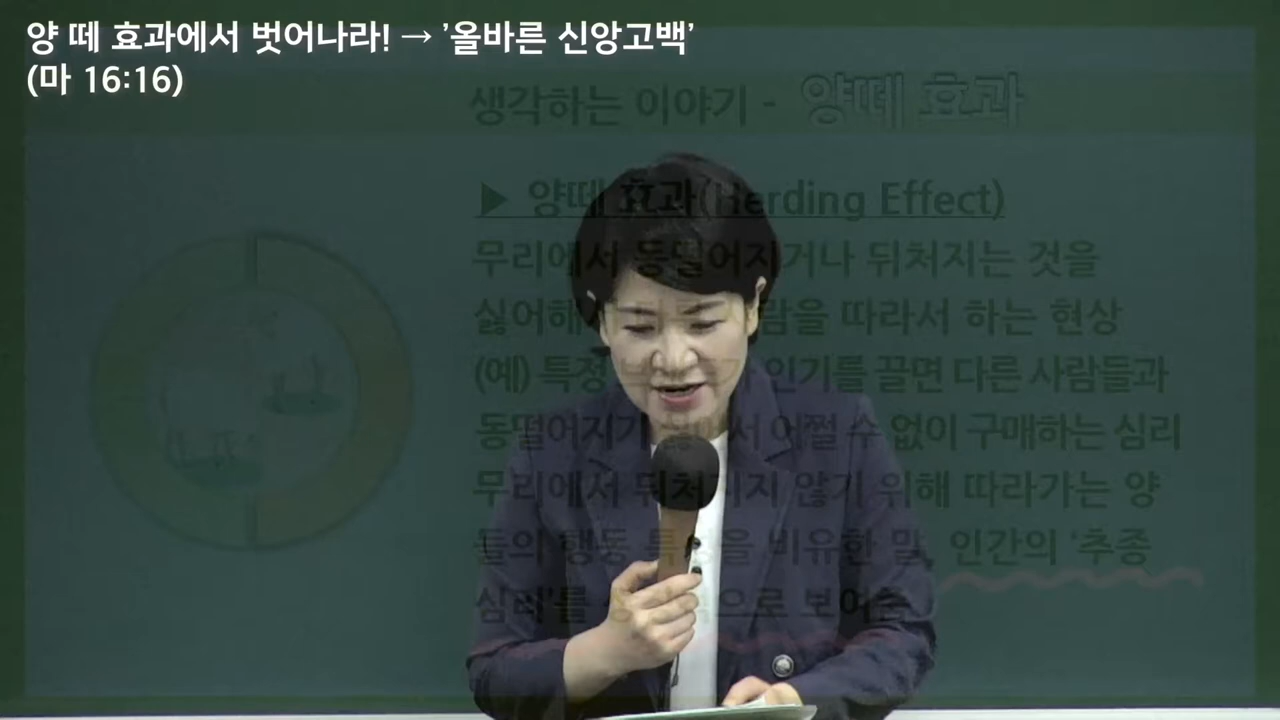 양 떼 효과에서 벗어나라! → '올바른 신앙고백'
(마 16:16)
생각하는 이야기 - 양떼 효과
▶ 양떼 효과(Herding Effect)
무리에서 동떨어지거나 뒤처지는 것을
싫어해 람을 따라서 하는 현상
(예) 특정 인기를 끌면 다른 사람들과
동떨어지기 서 어쩔 수 없이 구매하는 심리
무리에서 뒤처지지 않기 위해 따라가는 양
들의 행동 특 을 비유한 말, 인간의 '추종
심리'를 으로 보여